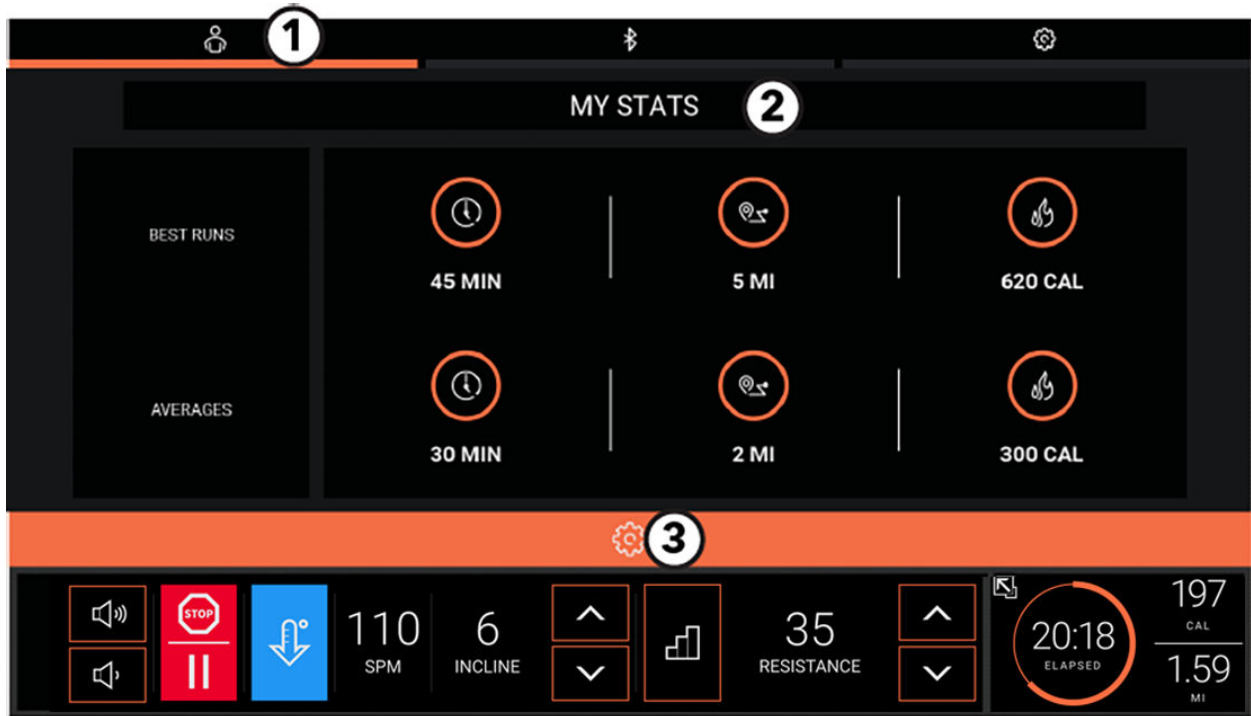 1
MY STATS 2
BEST RUNS
45 MIN 5 MI 620 CAL
AVERAGES
30 MIN 2 MI 300 CAL
3
STOP
110 SPM
6 INCLINE
35 RESISTANCE
20:18 ELAPSED
197 CAL
1.59 MI